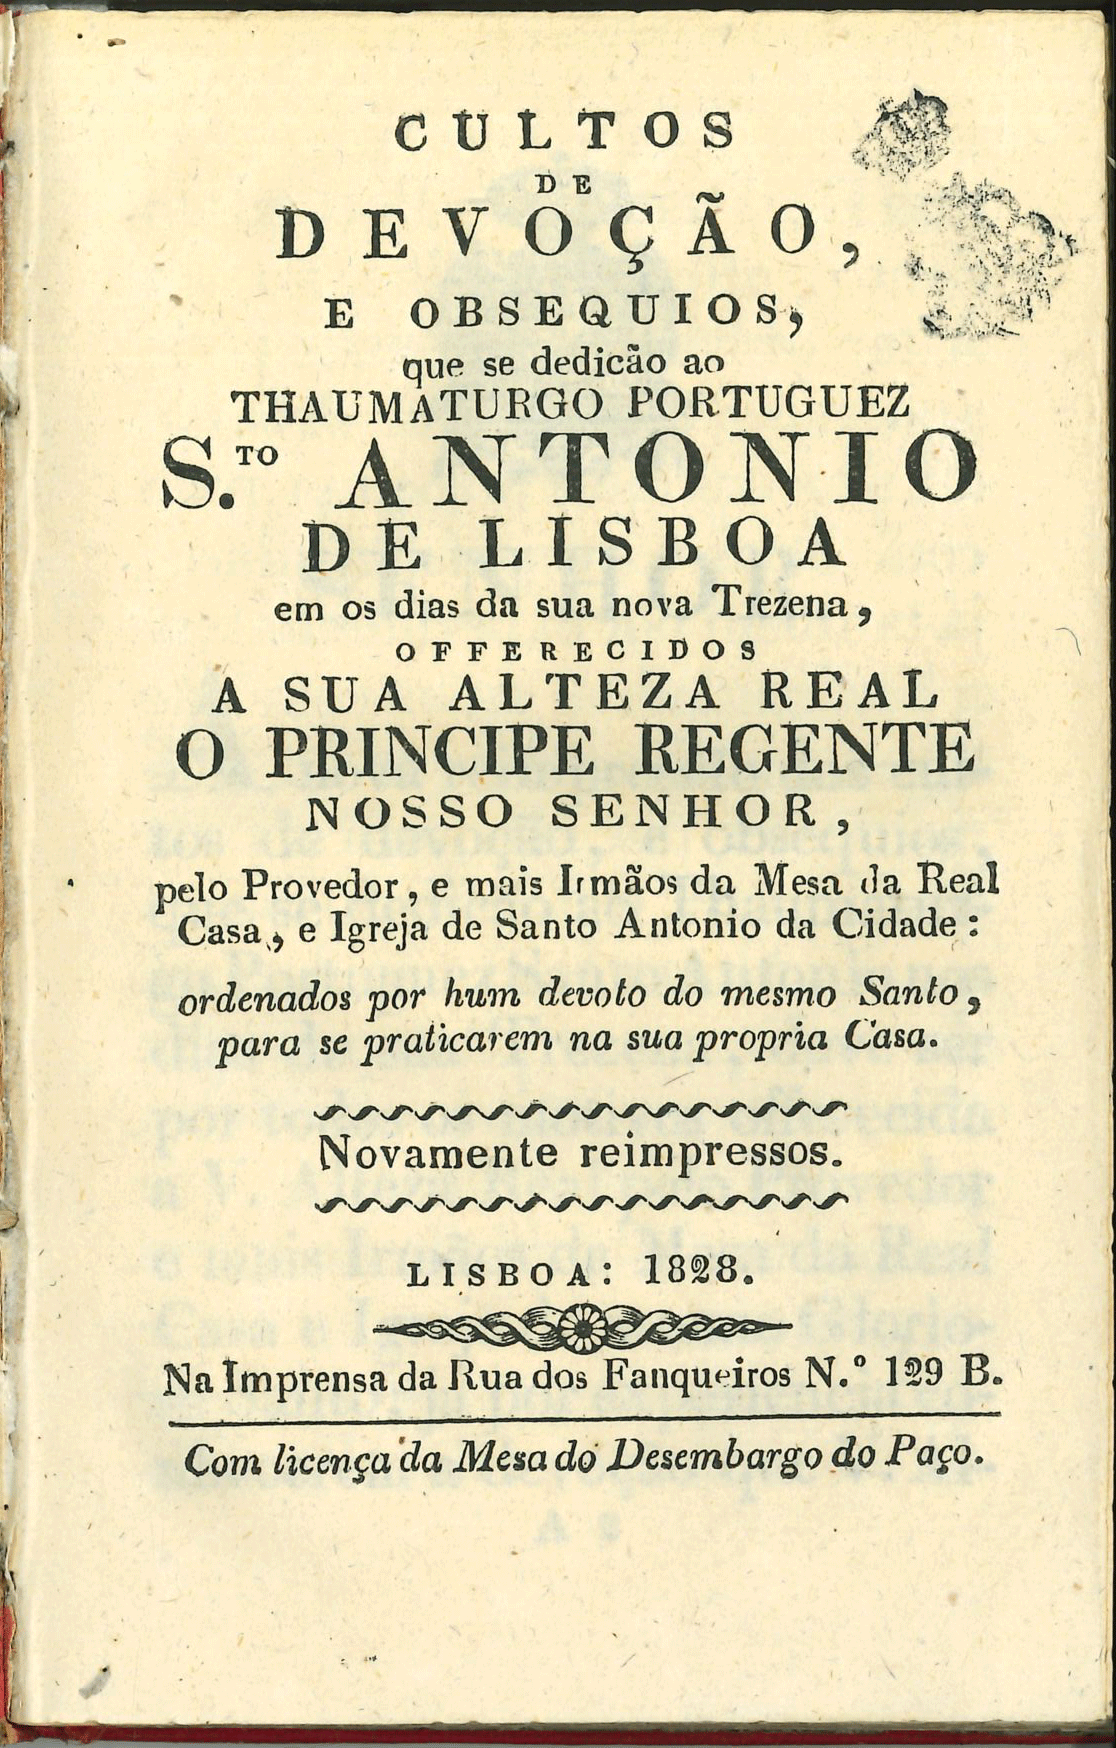 CULTOS
DE
DEVOÇÃO,
E OBSEQUIOS,
que se dedicão ao
THAUMATURGO PORTUGUEZ
S.TO ANTONIO
DE LISBOA
em os dias da sua nova Trezena,
OFFERECIDOS
A SUA ALTEZA REAL
O PRINCIPE REGENTE
NOSSO SENHOR,
pelo Provedor, e mais Irmãos da Mesa da Real
Casa, e Igreja de Santo Antonio da Cidade:
ordenados por hum devoto do mesmo Santo,
para se praticarem na sua propria Casa.
Novamente reimpressos.
LISBOA: 1828.
Na Imprensa da Rua dos Fanqueiros N.º 129 B.
Com licença da Mesa do Desembargo do Paço.